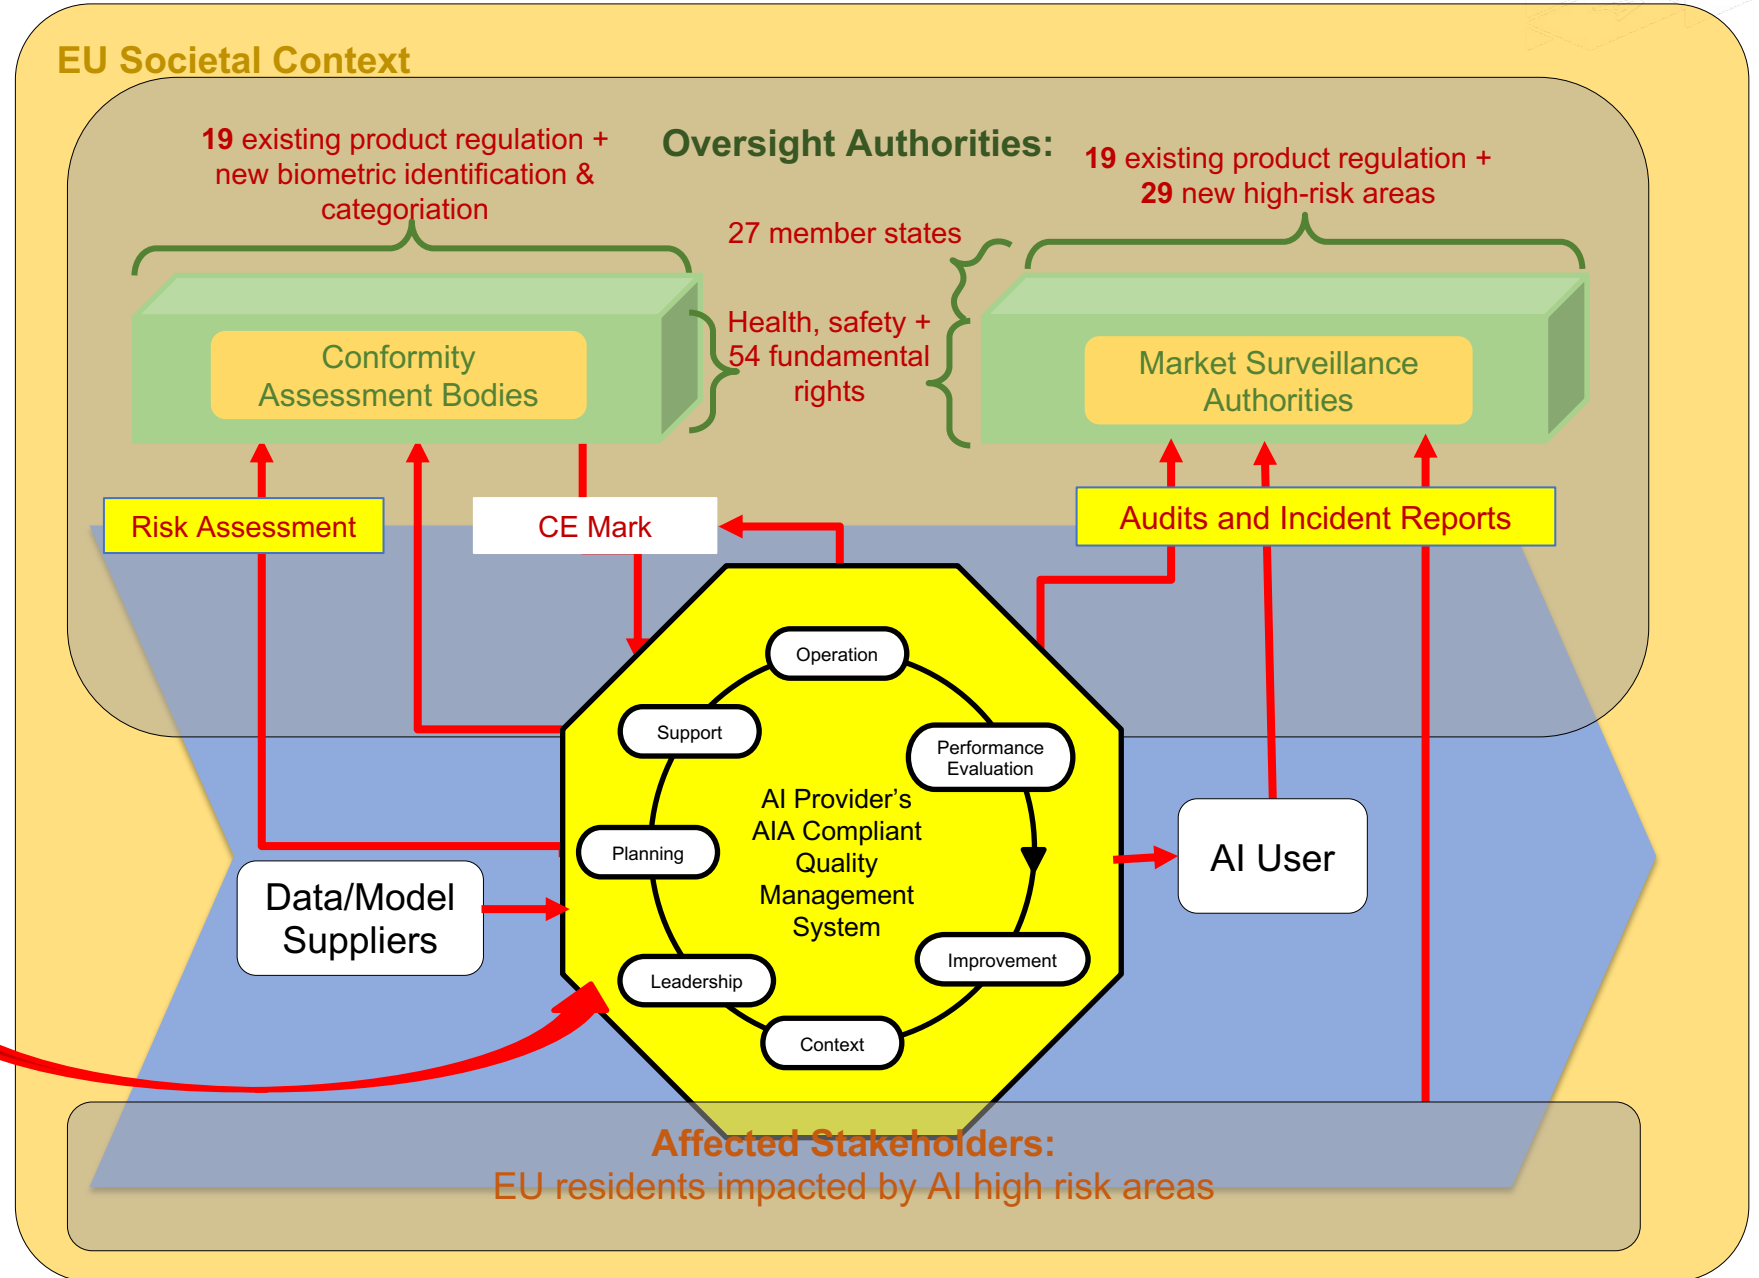 EU Societal Context
19 existing product regulation +
new biometric identification &
categoriation
Oversight Authorities:
19 existing product regulation +
29 new high-risk areas
27 member states
Health, safety +
54 fundamental
rights
Conformity
Assessment Bodies
Market Surveillance
Authorities
Risk Assessment
CE Mark
Audits and Incident Reports
Operation
Support
Performance
Evaluation
AI Provider’s
AIA Compliant
Quality
Management
System
Planning
AI User
Data/Model
Suppliers
Improvement
Leadership
Context
Affected Stakeholders:
EU residents impacted by AI high risk areas